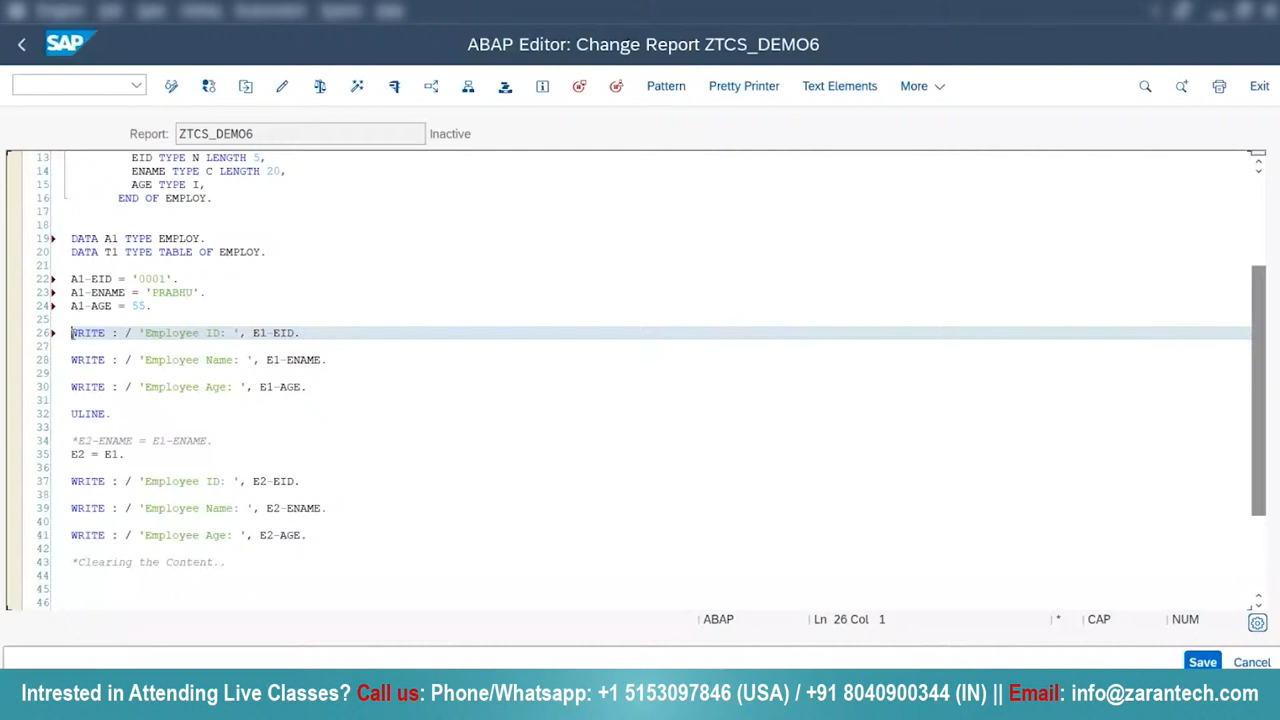 SAP
ABAP Editor: Change Report ZTCS_DEMO6
Pattern
Pretty Printer
Text Elements
More
Exit
Report: ZTCS_DEMO6 Inactive
13 EID TYPE N LENGTH 5,
14 ENAME TYPE C LENGTH 20,
15 AGE TYPE I,
16 END OF EMPLOY.
17
18
19 DATA A1 TYPE EMPLOY.
20 DATA T1 TYPE TABLE OF EMPLOY.
21
22 A1-EID = '0001'.
23 A1-ENAME = 'PRABHU'.
24 A1-AGE = 55.
25
26 WRITE : / 'Employee ID: ', E1-EID.
27
28 WRITE : / 'Employee Name: ', E1-ENAME.
29
30 WRITE : / 'Employee Age: ', E1-AGE.
31
32 ULINE.
33
34 *E2-ENAME = E1-ENAME.
35 E2 = E1.
36
37 WRITE : / 'Employee ID: ', E2-EID.
38
39 WRITE : / 'Employee Name: ', E2-ENAME.
40
41 WRITE : / 'Employee Age: ', E2-AGE.
42
43 *Clearing the Content..
44
45
46
ABAP Ln 26 Col 1 * CAP NUM
Save Cancel
Intrested in Attending Live Classes? Call us: Phone/Whatsapp: +1 5153097846 (USA) / +91 8040900344 (IN) || Email: info@zarantech.com